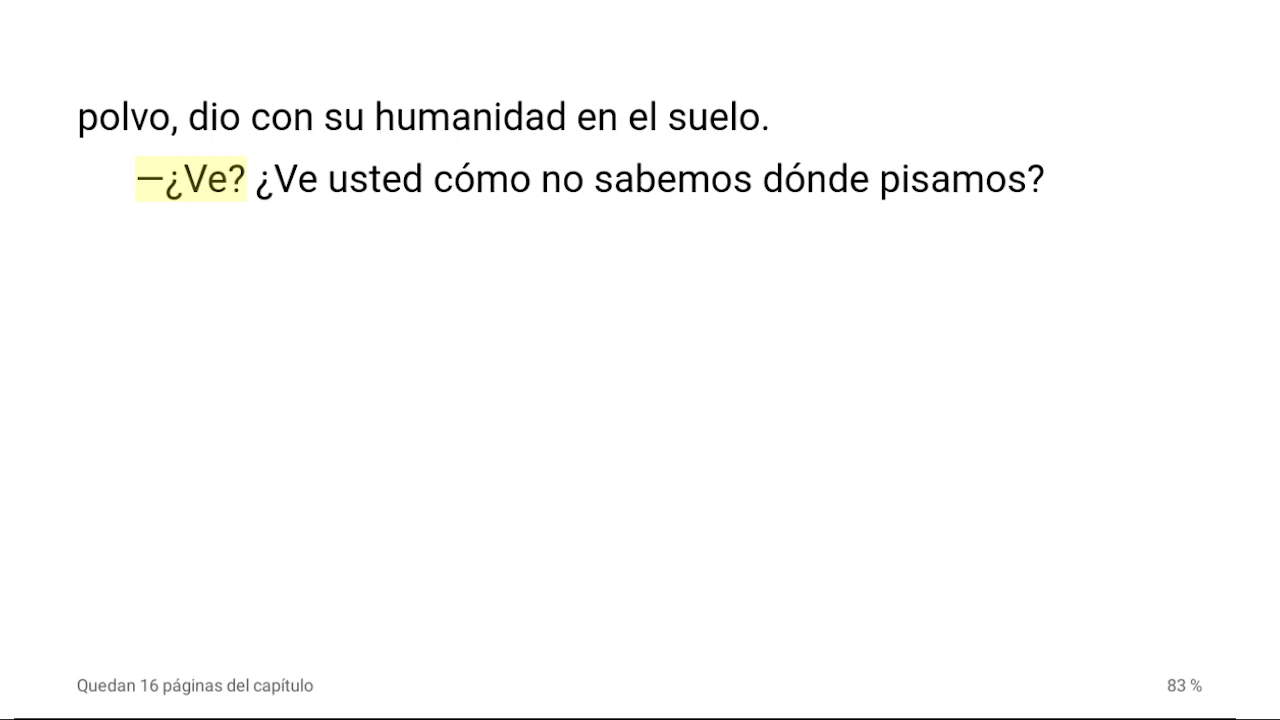 polvo, dio con su humanidad en el suelo.
—¿Ve? ¿Ve usted cómo no sabemos dónde pisamos?
Quedan 16 páginas del capítulo
83 %